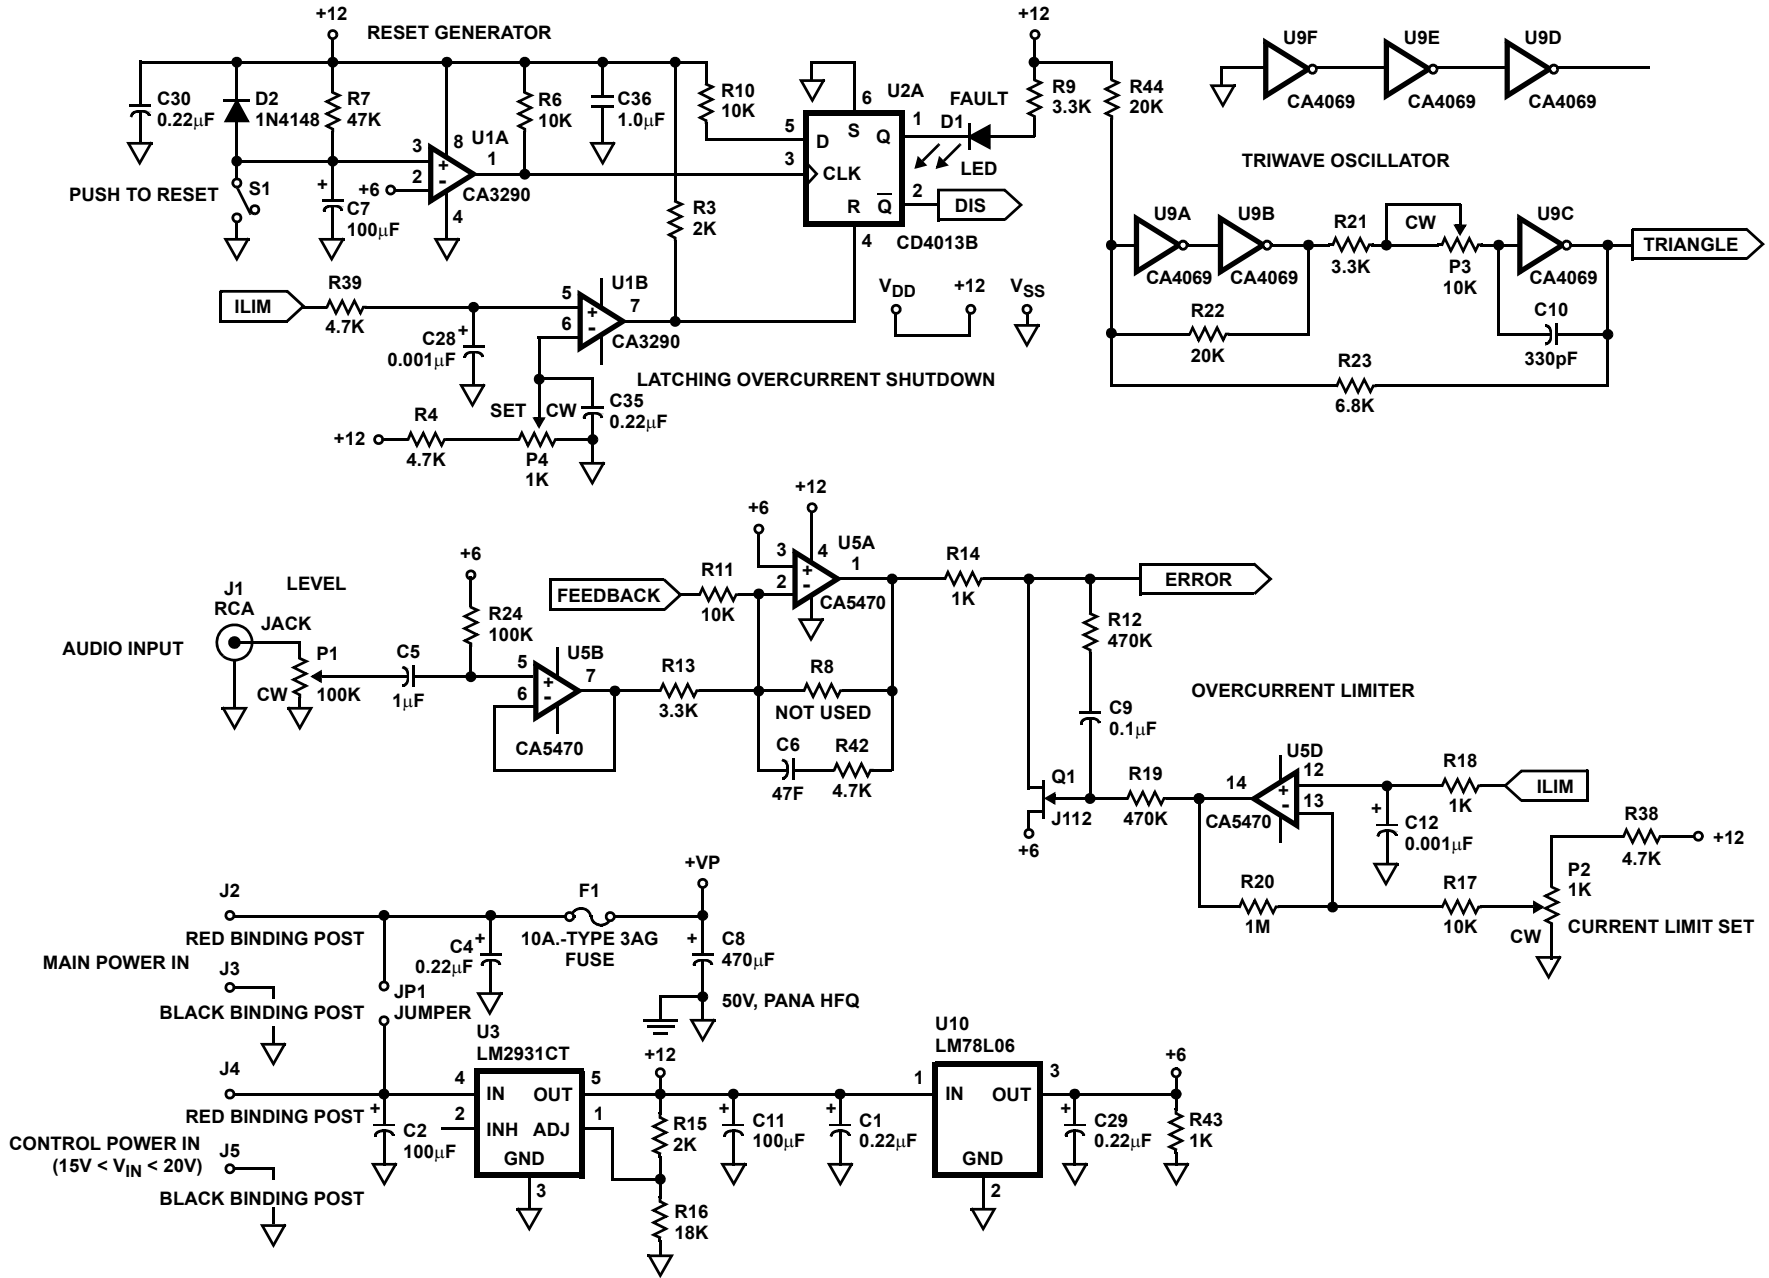 +12
RESET GENERATOR
C30
0.22μF
D2
1N4148
R7
47K
R6
10K
C36
1.0μF
R10
10K
U1A
3
8
1
2
4
+
-
+6
CA3290
PUSH TO RESET
S1
+
C7
100μF
R3
2K
U2A
6
5
D
S
Q
1
3
CLK
R
Q
2
4
CD4013B
DIS
FAULT
D1
LED
+12
R9
3.3K
R44
20K
U9F
CA4069
U9E
CA4069
U9D
CA4069
TRIWAVE OSCILLATOR
U9A
CA4069
U9B
CA4069
R21
3.3K
CW
P3
10K
U9C
CA4069
TRIANGLE
R22
20K
C10
330pF
R23
6.8K
VDD
+12
VSS
ILIM
R39
4.7K
C28
+
0.001μF
U1B
5
6
7
+
-
CA3290
LATCHING OVERCURRENT SHUTDOWN
SET
CW
C35
0.22μF
+12
R4
4.7K
P4
1K
+6
+12
U5A
3
4
1
2
+
-
CA5470
FEEDBACK
R11
10K
R14
1K
ERROR
LEVEL
J1
RCA
JACK
AUDIO INPUT
P1
100K
CW
C5
1μF
+6
R24
100K
U5B
5
6
7
+
-
CA5470
R13
3.3K
R8
NOT USED
C6
47F
R42
4.7K
R12
470K
C9
0.1μF
OVERCURRENT LIMITER
Q1
J112
+6
R19
470K
U5D
14
12
13
+
-
CA5470
R18
1K
ILIM
+
C12
0.001μF
R38
4.7K
+12
P2
1K
R20
1M
R17
10K
CW
CURRENT LIMIT SET
J2
RED BINDING POST
MAIN POWER IN
J3
BLACK BINDING POST
C4
+
0.22μF
F1
10A.-TYPE 3AG
FUSE
+VP
+
C8
470μF
50V, PANA HFQ
JP1
JUMPER
J4
RED BINDING POST
CONTROL POWER IN
(15V < VIN < 20V)
J5
BLACK BINDING POST
+
C2
100μF
U3
LM2931CT
4
IN
OUT
5
2
INH
ADJ
1
GND
3
+12
R15
2K
R16
18K
+
C11
100μF
+
C1
0.22μF
U10
LM78L06
1
IN
OUT
3
GND
2
+6
+
C29
0.22μF
R43
1K